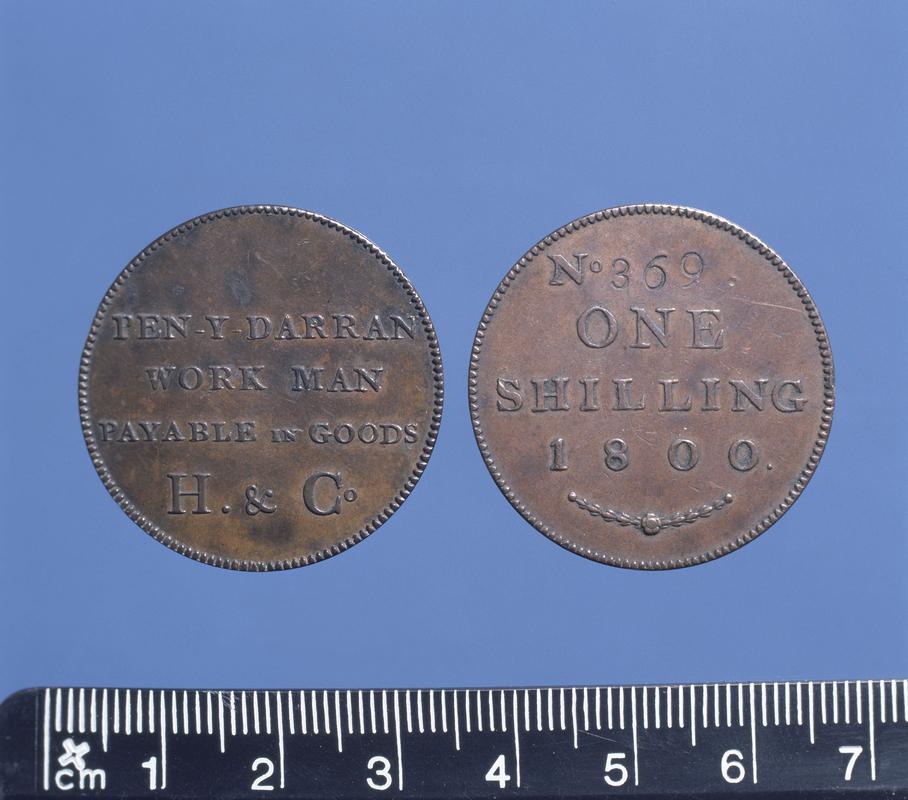 PEN-Y-DARRAN
WORK MAN
PAYABLE in GOODS
H. & Co
No 369.
ONE
SHILLING
1800.
cm 1 2 3 4 5 6 7